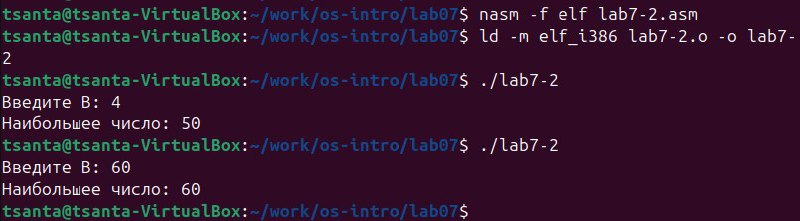 tsanta@tsanta-VirtualBox:~/work/os-intro/lab07$ nasm -f elf lab7-2.asm
tsanta@tsanta-VirtualBox:~/work/os-intro/lab07$ ld -m elf_i386 lab7-2.o -o lab7-
2
tsanta@tsanta-VirtualBox:~/work/os-intro/lab07$ ./lab7-2
Введите B: 4
Наибольшее число: 50
tsanta@tsanta-VirtualBox:~/work/os-intro/lab07$ ./lab7-2
Введите B: 60
Наибольшее число: 60
tsanta@tsanta-VirtualBox:~/work/os-intro/lab07$